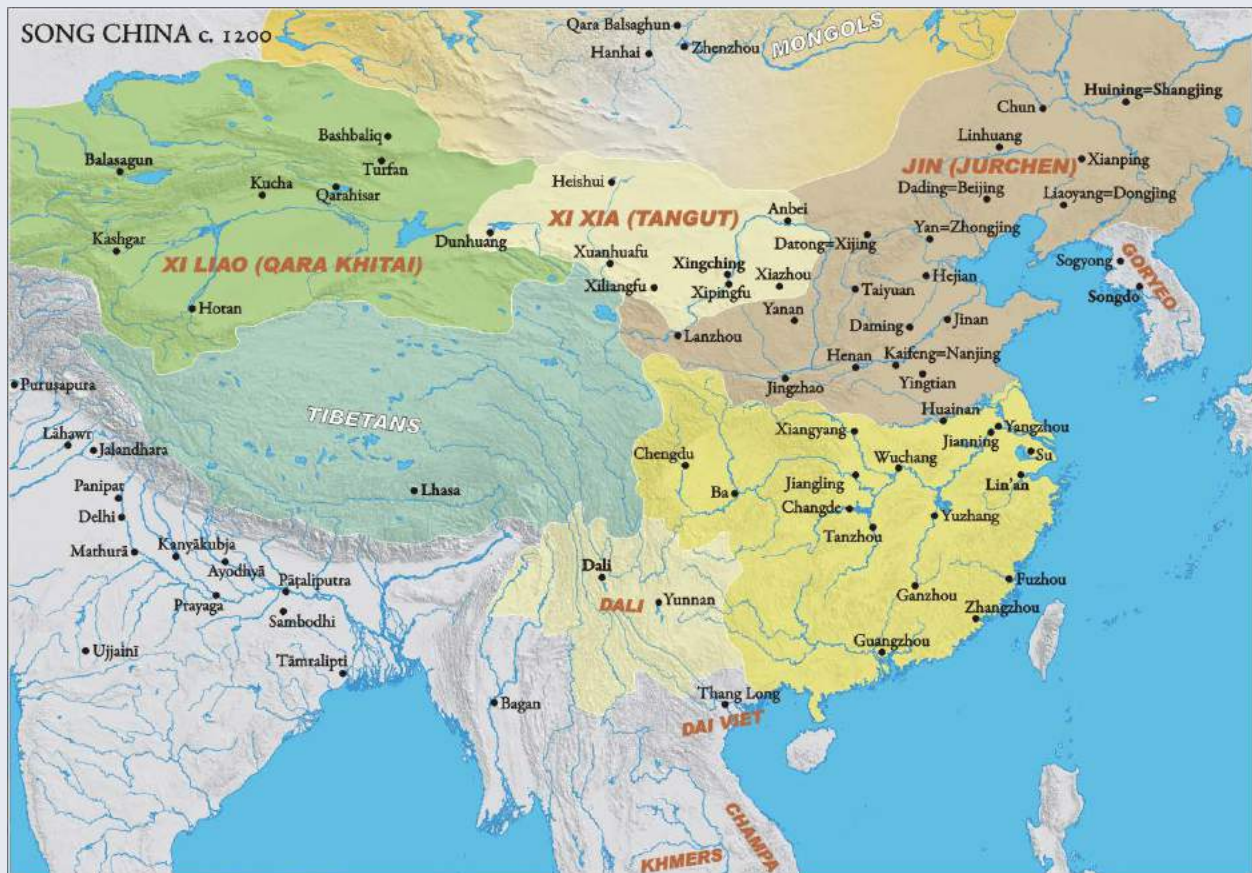 SONG CHINA c. 1200
Qara Balsaghun
Hanhai
Zhenzhou
MONGOLS
Chun
Huining=Shangjing
Linhuang
Xianping
JIN (JURCHEN)
Dading=Beijing
Liaoyang=Dongjing
Bashbaliq
Turfan
Balasagun
Kucha
Qarahisar
Kashgar
XI LIAO (QARA KHITAI)
Horan
Heishui
XI XIA (TANGUT)
Dunhuang
Xuanhuafu
Xiliangfu
Xingching
Xipingfu
Xiazhou
Anbei
Datong=Xijing
Yan=Zhongjing
Hejian
Taiyuan
Yanan
Lanzhou
Daming
Jinan
Henan
Kaifeng=Nanjing
Jingzhao
Yingtian
Sogyong
Songdo
GORYEO
Puruṣapura
Lāhawr
Jalandhara
Panipat
Delhi
Mathurā
Kanyākubja
Ayodhyā
Pāṭaliputra
Prayaga
Sambodhi
Ujjainī
Tāmralipti
TIBETANS
Lhasa
Huainan
Xiangyang
Yangzhou
Jianning
Su
Chengdu
Wuchang
Ba
Jiangling
Lin'an
Changde
Tanzhou
Yuzhang
Dali
DALI
Yunnan
Ganzhou
Fuzhou
Zhangzhou
Guangzhou
Bagan
Thang Long
DAI VIET
CHAMPA
KHMERS